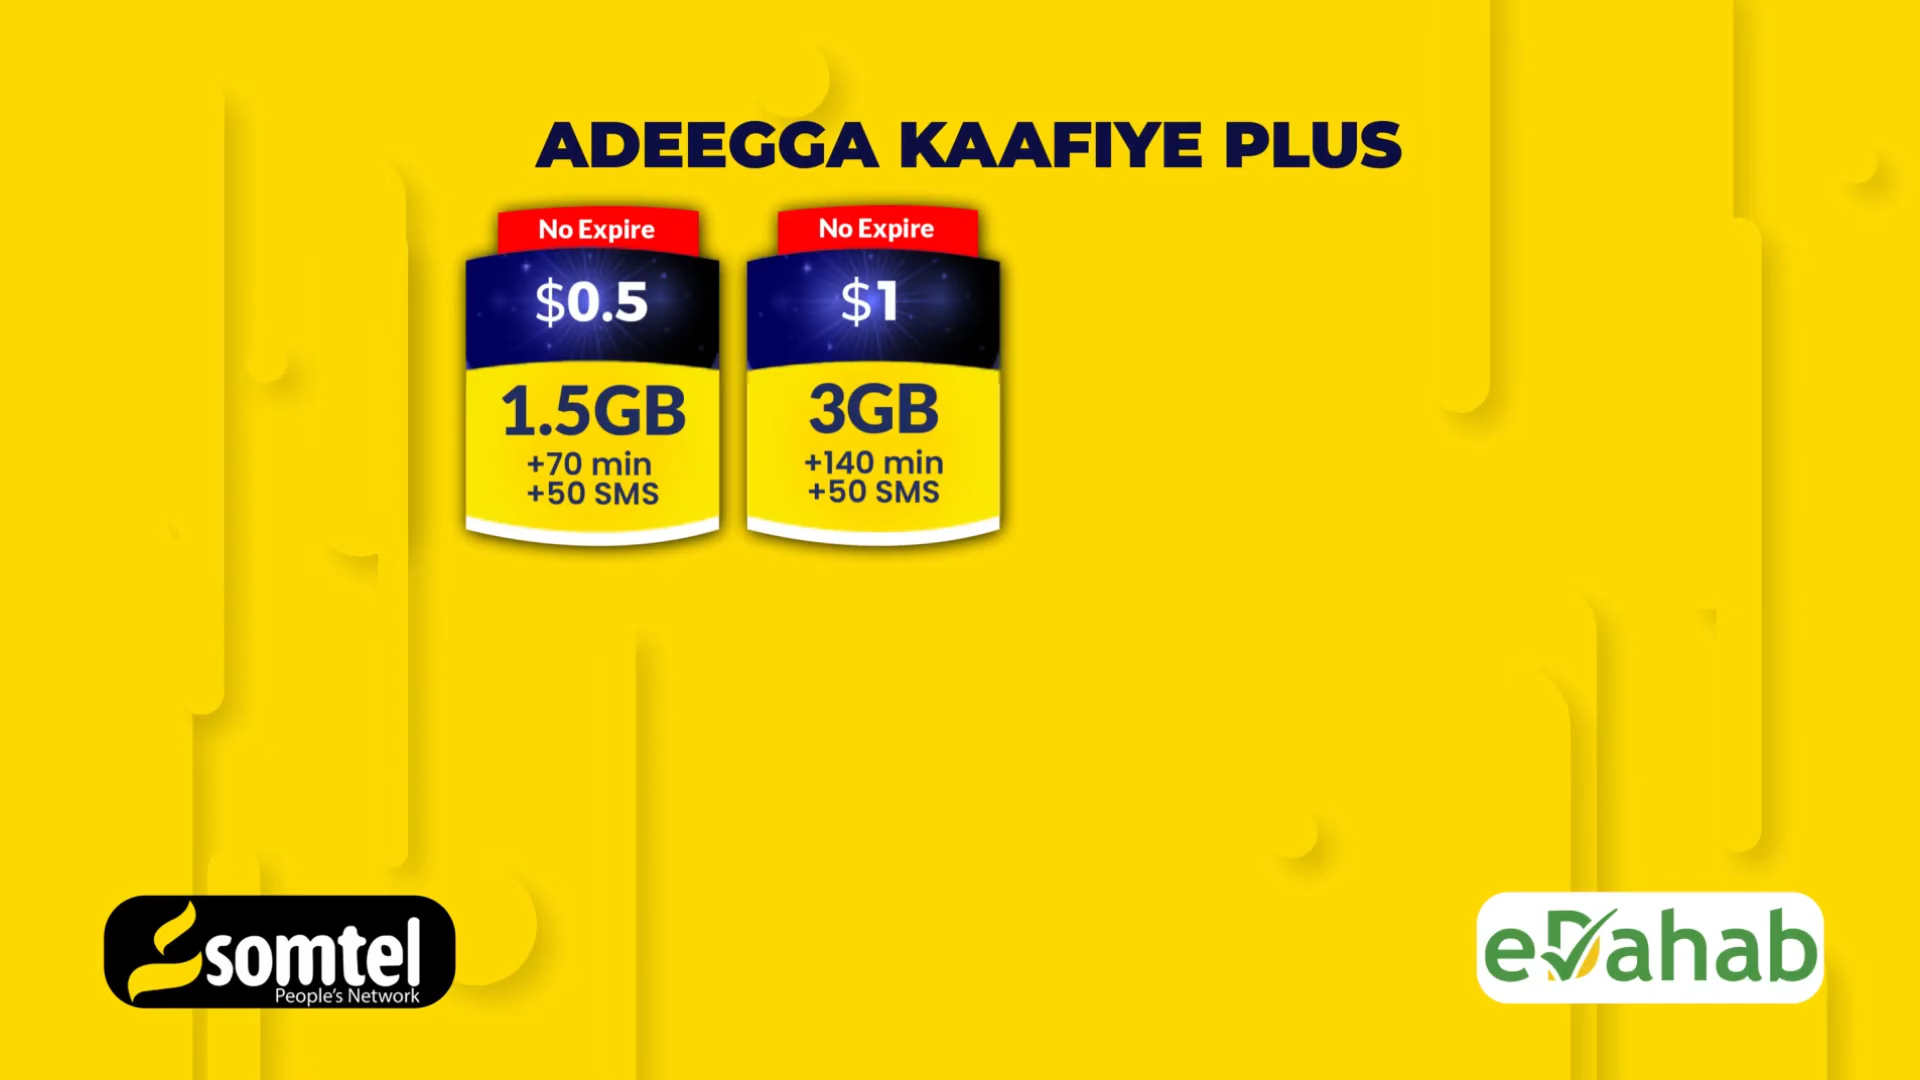 ADEEGGA KAAFIYE PLUS
No Expire
$0.5
1.5GB
+70 min
+50 SMS
No Expire
$1
3GB
+140 min
+50 SMS
somtel
People's Network
eDahab